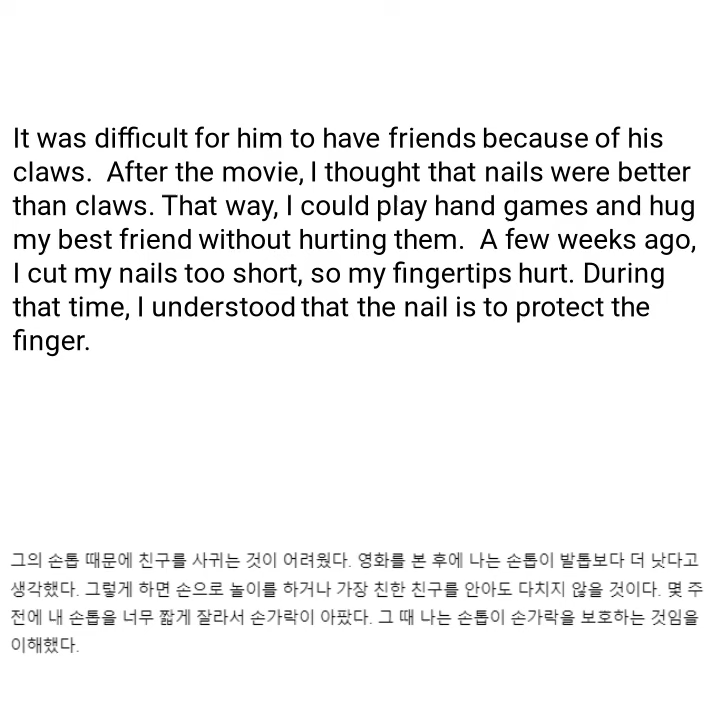 It was difficult for him to have friends because of his
claws.  After the movie, I thought that nails were better
than claws. That way, I could play hand games and hug
my best friend without hurting them.  A few weeks ago,
I cut my nails too short, so my fingertips hurt. During
that time, I understood that the nail is to protect the
finger.
그의 손톱 때문에 친구를 사귀는 것이 어려웠다. 영화를 본 후에 나는 손톱이 발톱보다 더 낫다고
생각했다. 그렇게 하면 손으로 놀이를 하거나 가장 친한 친구를 안아도 다치지 않을 것이다. 몇 주
전에 내 손톱을 너무 짧게 잘라서 손가락이 아팠다. 그 때 나는 손톱이 손가락을 보호하는 것임을
이해했다.